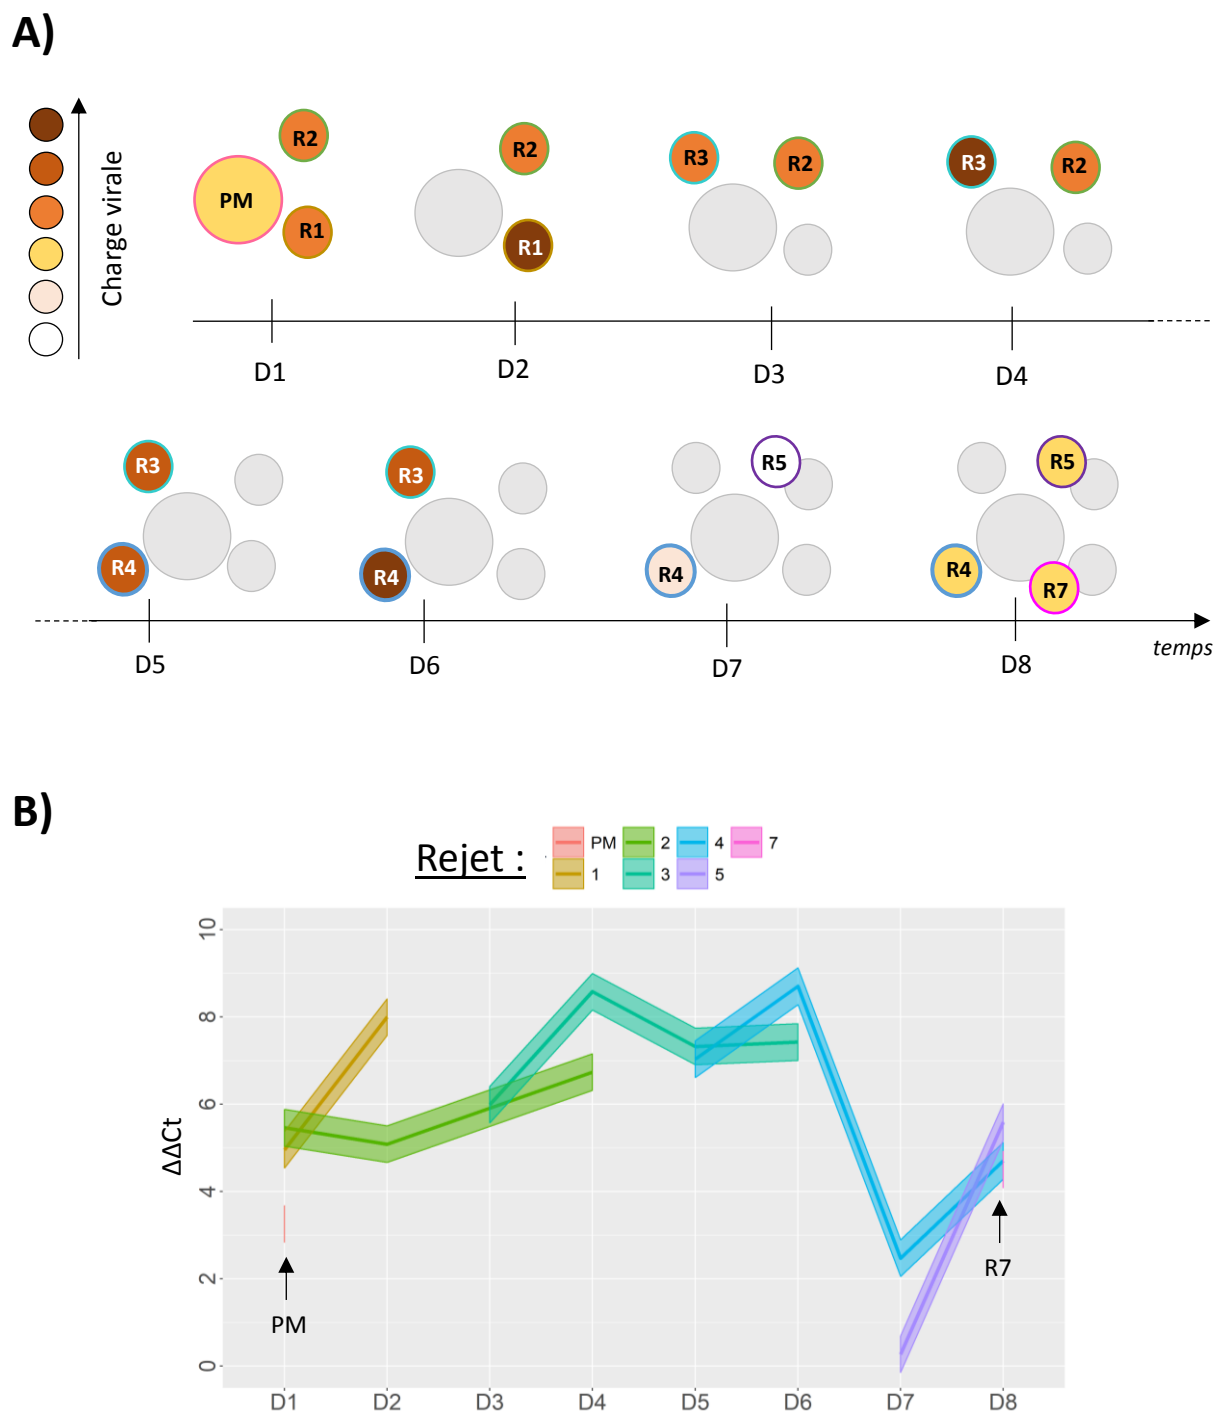 A)
Charge virale
R2
PM
R1
R2
R1
R3
R2
R3
R2
D1
D2
D3
D4
R3
R4
R3
R4
R5
R4
R5
R4
R7
D5
D6
D7
D8
temps
B)
Rejet :
PM
2
4
7
1
3
5
ΔΔCt
10
8
6
4
2
0
PM
R7
D1
D2
D3
D4
D5
D6
D7
D8